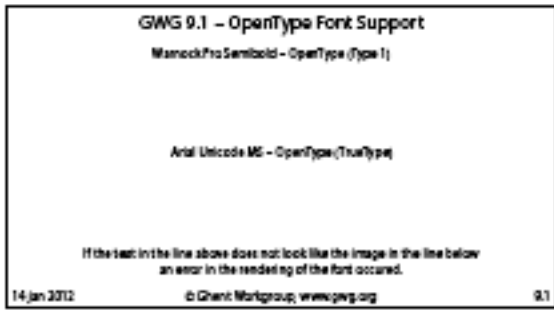 GWG 9.1 – OpenType Font Support
Warnock Pro Semibold – OpenType (Type 1)
Arial Unicode MS – OpenType (TrueType)
If the text in the line above does not look like the image in the line below
an error in the rendering of the font occured.
14 Jan 2012 © Ghent Workgroup, www.gwg.org 9.1